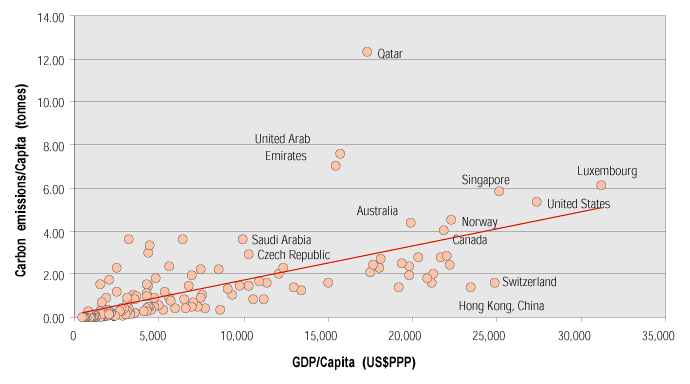 14.00
12.00
10.00
8.00
6.00
4.00
2.00
0.00
Carbon emissions/Capita (tonnes)
Qatar
United Arab
Emirates
Luxembourg
Singapore
United States
Australia
Norway
Canada
Saudi Arabia
Czech Republic
Switzerland
Hong Kong, China
0
5,000
10,000
15,000
20,000
25,000
30,000
35,000
GDP/Capita (US$PPP)